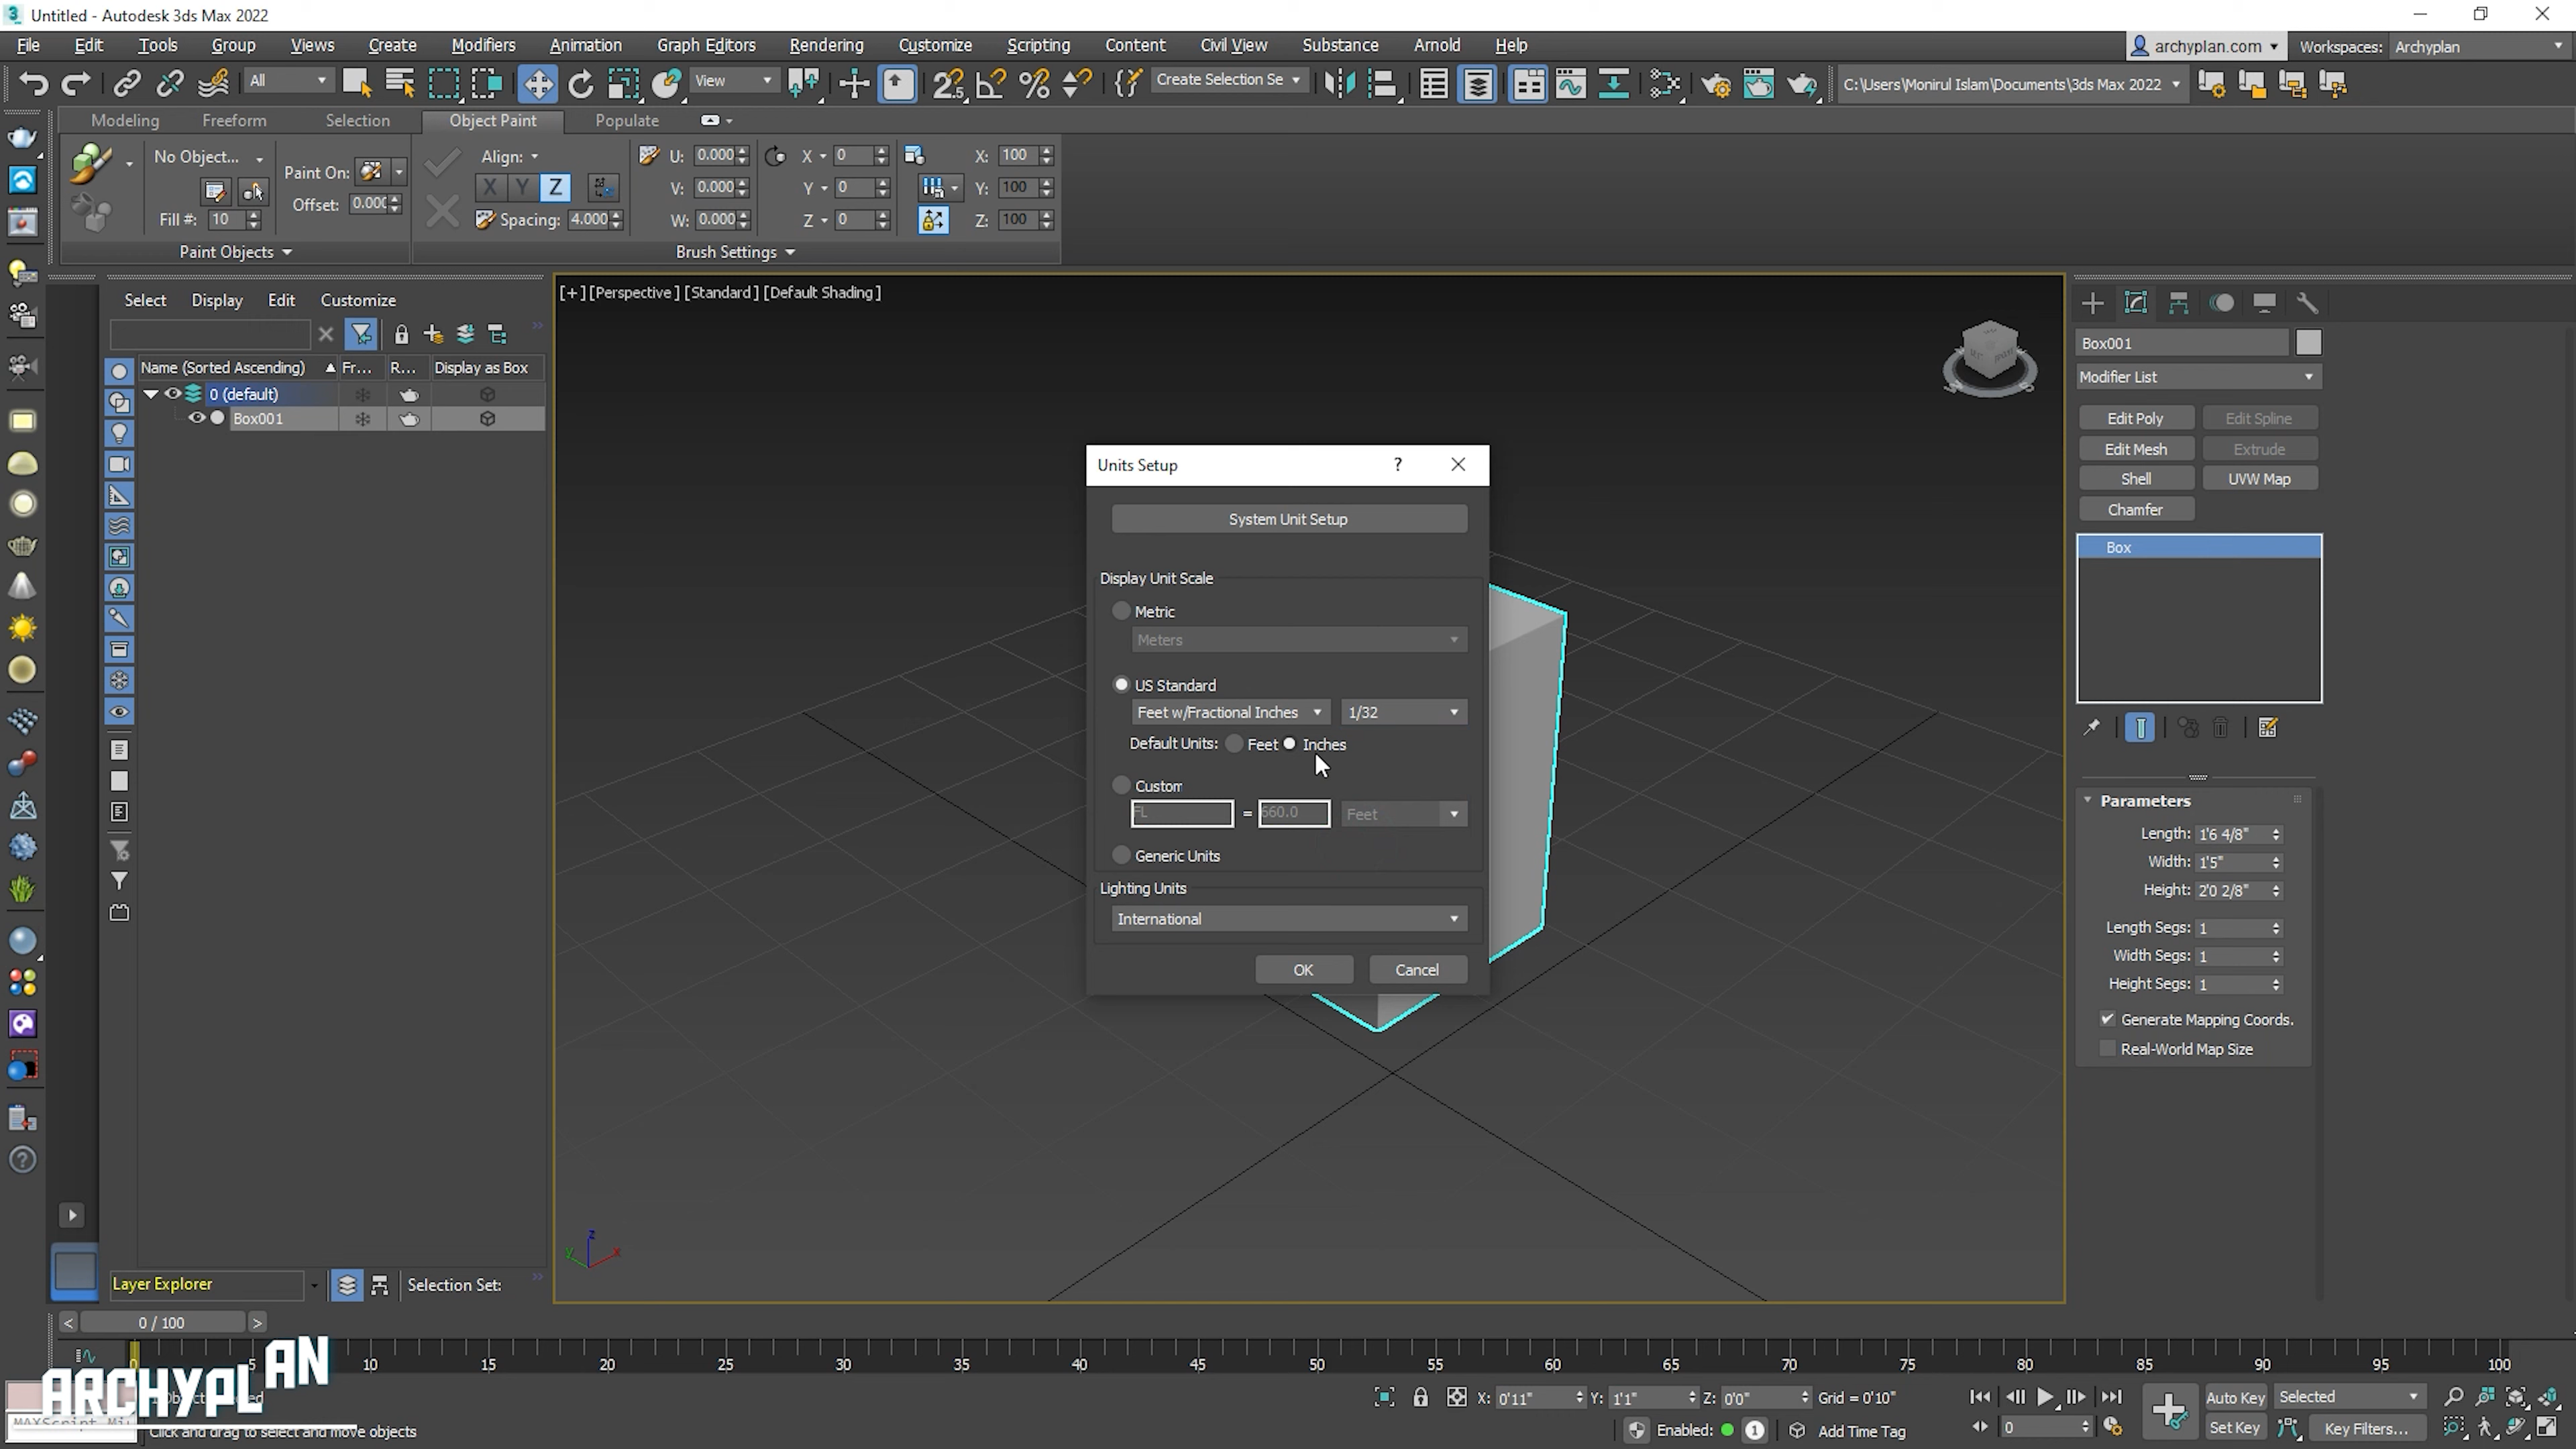 Untitled - Autodesk 3ds Max 2022
File Edit Tools Group Views Create Modifiers Animation Graph Editors Rendering Customize Scripting Content Civil View Substance Arnold Help archyplan.com Workspaces: Archyplan
All View Create Selection Se C:\Users\Monirul Islam\Documents\3ds Max 2022
Modeling Freeform Selection Object Paint Populate
No Object... Paint On: Align: U: 0.000 X 0 X: 100
X Y Z V: 0.000 Y 0 Y: 100
Fill #: 10 Offset: 0.000 Spacing: 4.000 W: 0.000 Z 0 Z: 100
Paint Objects Brush Settings
Select Display Edit Customize
Name (Sorted Ascending) Fr... R... Display as Box
0 (default)
Box001
[+] [Perspective] [Standard] [Default Shading]
Units Setup ?
System Unit Setup
Display Unit Scale
Metric
Meters
US Standard
Feet w/Fractional Inches 1/32
Default Units: Feet Inches
Custom
FL = 660.0 Feet
Generic Units
Lighting Units
International
OK Cancel
Box001
Modifier List
Edit Poly Edit Spline
Edit Mesh Extrude
Shell UVW Map
Chamfer
Box
Parameters
Length: 1'6 4/8"
Width: 1'5"
Height: 2'0 2/8"
Length Segs: 1
Width Segs: 1
Height Segs: 1
Generate Mapping Coords.
Real-World Map Size
z
y x
Layer Explorer Selection Set:
< 0 / 100 >
0 5 10 15 20 25 30 35 40 45 50 55 60 65 70 75 80 85 90 95 100
ARCHYPLAN
X: 0'11" Y: 1'1" Z: 0'0" Grid = 0'10" Auto Key Selected
MAXScript Mi
Click and drag to select and move objects
Enabled: 1 Add Time Tag 0 Set Key Key Filters...